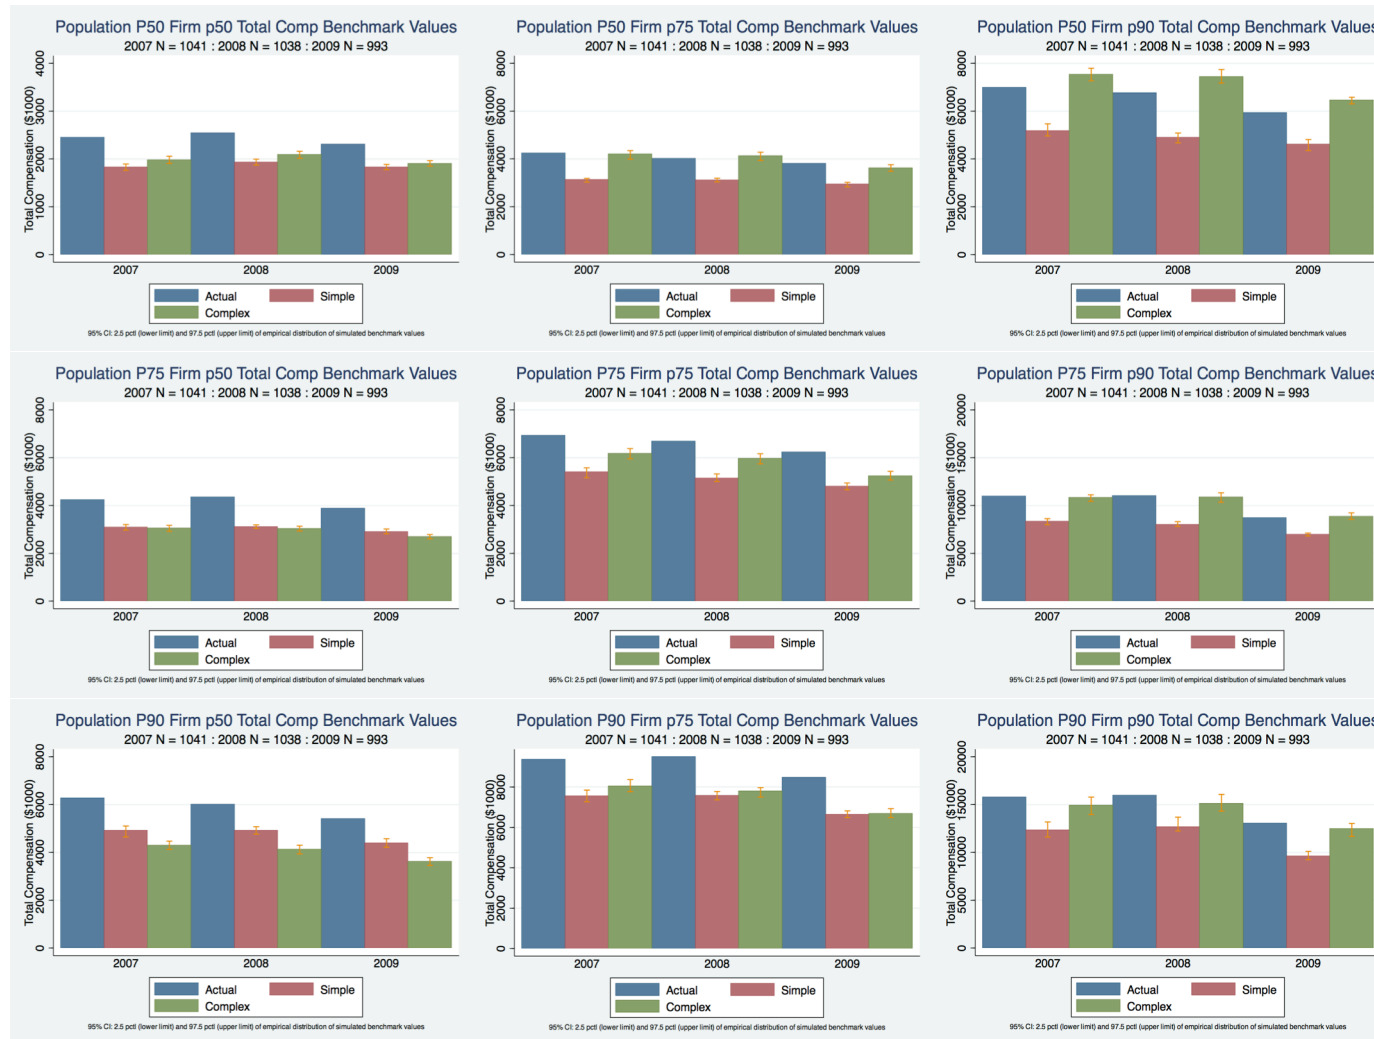 Population P50 Firm p50 Total Comp Benchmark Values
2007 N = 1041 : 2008 N = 1038 : 2009 N = 993
Total Compensation ($1000)
4000
3000
2000
1000
0
2007 2008 2009
Actual Simple
Complex
95% CI: 2.5 pctl (lower limit) and 97.5 pctl (upper limit) of empirical distribution of simulated benchmark values
Population P50 Firm p75 Total Comp Benchmark Values
2007 N = 1041 : 2008 N = 1038 : 2009 N = 993
Total Compensation ($1000)
8000
6000
4000
2000
0
2007 2008 2009
Actual Simple
Complex
95% CI: 2.5 pctl (lower limit) and 97.5 pctl (upper limit) of empirical distribution of simulated benchmark values
Population P50 Firm p90 Total Comp Benchmark Values
2007 N = 1041 : 2008 N = 1038 : 2009 N = 993
Total Compensation ($1000)
8000
6000
4000
2000
0
2007 2008 2009
Actual Simple
Complex
95% CI: 2.5 pctl (lower limit) and 97.5 pctl (upper limit) of empirical distribution of simulated benchmark values
Population P75 Firm p50 Total Comp Benchmark Values
2007 N = 1041 : 2008 N = 1038 : 2009 N = 993
Total Compensation ($1000)
8000
6000
4000
2000
0
2007 2008 2009
Actual Simple
Complex
95% CI: 2.5 pctl (lower limit) and 97.5 pctl (upper limit) of empirical distribution of simulated benchmark values
Population P75 Firm p75 Total Comp Benchmark Values
2007 N = 1041 : 2008 N = 1038 : 2009 N = 993
Total Compensation ($1000)
8000
6000
4000
2000
0
2007 2008 2009
Actual Simple
Complex
95% CI: 2.5 pctl (lower limit) and 97.5 pctl (upper limit) of empirical distribution of simulated benchmark values
Population P75 Firm p90 Total Comp Benchmark Values
2007 N = 1041 : 2008 N = 1038 : 2009 N = 993
Total Compensation ($1000)
20000
15000
10000
5000
0
2007 2008 2009
Actual Simple
Complex
95% CI: 2.5 pctl (lower limit) and 97.5 pctl (upper limit) of empirical distribution of simulated benchmark values
Population P90 Firm p50 Total Comp Benchmark Values
2007 N = 1041 : 2008 N = 1038 : 2009 N = 993
Total Compensation ($1000)
8000
6000
4000
2000
0
2007 2008 2009
Actual Simple
Complex
95% CI: 2.5 pctl (lower limit) and 97.5 pctl (upper limit) of empirical distribution of simulated benchmark values
Population P90 Firm p75 Total Comp Benchmark Values
2007 N = 1041 : 2008 N = 1038 : 2009 N = 993
Total Compensation ($1000)
8000
6000
4000
2000
0
2007 2008 2009
Actual Simple
Complex
95% CI: 2.5 pctl (lower limit) and 97.5 pctl (upper limit) of empirical distribution of simulated benchmark values
Population P90 Firm p90 Total Comp Benchmark Values
2007 N = 1041 : 2008 N = 1038 : 2009 N = 993
Total Compensation ($1000)
20000
15000
10000
5000
0
2007 2008 2009
Actual Simple
Complex
95% CI: 2.5 pctl (lower limit) and 97.5 pctl (upper limit) of empirical distribution of simulated benchmark values